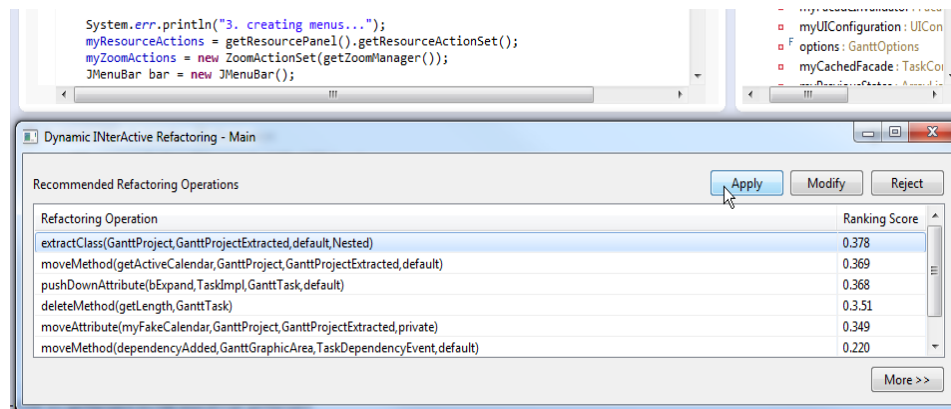 System.err.println("3. creating menus...");
myResourceActions = getResourcePanel().getResourceActionSet();
myZoomActions = new ZoomActionSet(getZoomManager());
JMenuBar bar = new JMenuBar();
myUIConfiguration : UICon
F options : GanttOptions
myCachedFacade : TaskCo
Dynamic INterActive Refactoring - Main
Recommended Refactoring Operations
Apply
Modify
Reject
Refactoring Operation Ranking Score
extractClass(GanttProject,GanttProjectExtracted,default,Nested) 0.378
moveMethod(getActiveCalendar,GanttProject,GanttProjectExtracted,default) 0.369
pushDownAttribute(bExpand,TaskImpl,GanttTask,default) 0.368
deleteMethod(getLength,GanttTask) 0.3.51
moveAttribute(myFakeCalendar,GanttProject,GanttProjectExtracted,private) 0.349
moveMethod(dependencyAdded,GanttGraphicArea,TaskDependencyEvent,default) 0.220
More >>